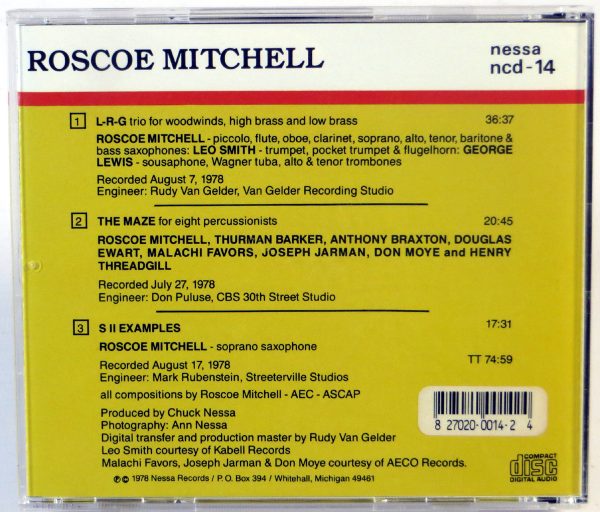 ROSCOE MITCHELL
nessa
ncd-14
1 L-R-G trio for woodwinds, high brass and low brass 36:37
ROSCOE MITCHELL - piccolo, flute, oboe, clarinet, soprano, alto, tenor, baritone &
bass saxophones: LEO SMITH - trumpet, pocket trumpet & flugelhorn: GEORGE
LEWIS - sousaphone, Wagner tuba, alto & tenor trombones
Recorded August 7, 1978
Engineer: Rudy Van Gelder, Van Gelder Recording Studio
2 THE MAZE for eight percussionists 20:45
ROSCOE MITCHELL, THURMAN BARKER, ANTHONY BRAXTON, DOUGLAS
EWART, MALACHI FAVORS, JOSEPH JARMAN, DON MOYE and HENRY
THREADGILL
Recorded July 27, 1978
Engineer: Don Puluse, CBS 30th Street Studio
3 S II EXAMPLES 17:31
ROSCOE MITCHELL - soprano saxophone
TT 74:59
Recorded August 17, 1978
Engineer: Mark Rubenstein, Streeterville Studios
all compositions by Roscoe Mitchell - AEC - ASCAP
Produced by Chuck Nessa
Photography: Ann Nessa
Digital transfer and production master by Rudy Van Gelder
Leo Smith courtesy of Kabell Records
Malachi Favors, Joseph Jarman & Don Moye courtesy of AECO Records.
℗ © 1978 Nessa Records / P.O. Box 394 / Whitehall, Michigan 49461
8 27020-0014-2 4
COMPACT
disc
DIGITAL AUDIO